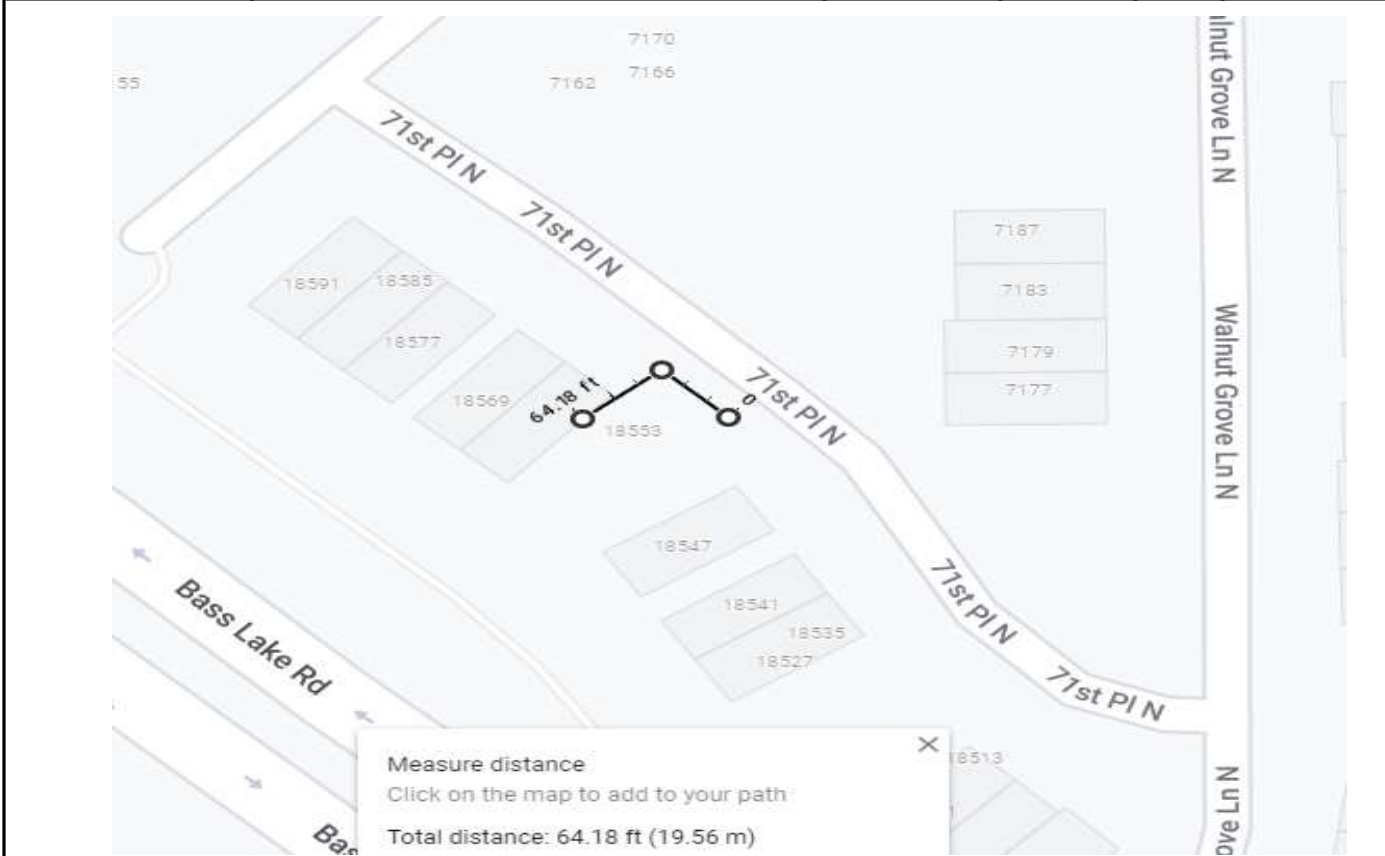 7170
7166
7162
55
71st Pl N
71st Pl N
Walnut Grove Ln N
7187
7183
7179
7177
18591
18585
18577
18569
64.18 ft
0
71st Pl N
18553
Walnut Grove Ln N
18547
18541
18535
18527
71st Pl N
71st Pl N
Bass Lake Rd
18513
Measure distance
Click on the map to add to your path
Total distance: 64.18 ft (19.56 m)